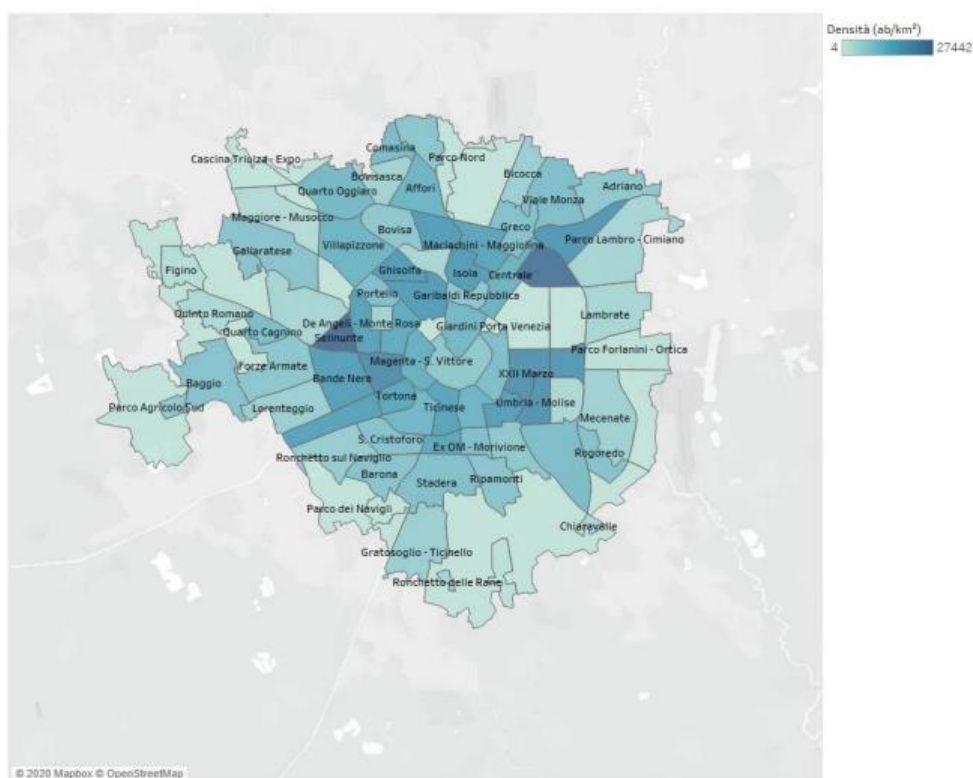 Densità (ab/km²)
4 27442
Comasina
Cascina Triulza - Expo
Parco Nord
Bovisasca
Bicocca
Quarto Oggiaro
Affori
Adriano
Viale Monza
Maggiore - Musocco
Greco
Bovisa
Parco Lambro - Cimiano
Gallaratese
Villapizzone
Maciachini - Maggiolina
Figino
Ghisolfa
Isola
Centrale
Portello
Garibaldi Repubblica
Quinto Romano
Lambrate
De Angeli - Monte Rosa
Giardini Porta Venezia
Quarto Cagnino
Selinunte
Parco Forlanini - Ortica
Magenta - S. Vittore
Forze Armate
XXII Marzo
Bande Nere
Baggio
Tortona
Umbria - Molise
Parco Agricolo Sud
Lorenteggio
Ticinese
Mecenate
S. Cristoforo
Ex OM - Morivione
Rogoredo
Ronchetto sul Naviglio
Barona
Stadera
Ripamonti
Parco dei Navigli
Chiaravalle
Gratosoglio - Ticinello
Ronchetto delle Rane
© 2020 Mapbox © OpenStreetMap